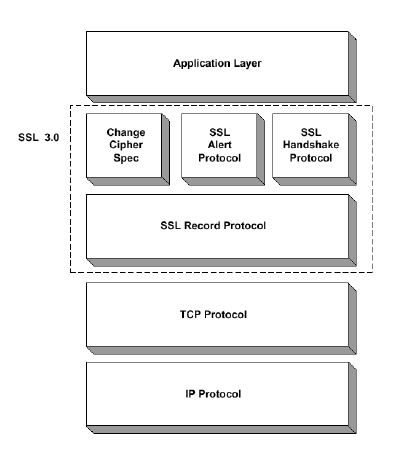 Application Layer
SSL 3.0
Change
Cipher
Spec
SSL
Alert
Protocol
SSL
Handshake
Protocol
SSL Record Protocol
TCP Protocol
IP Protocol